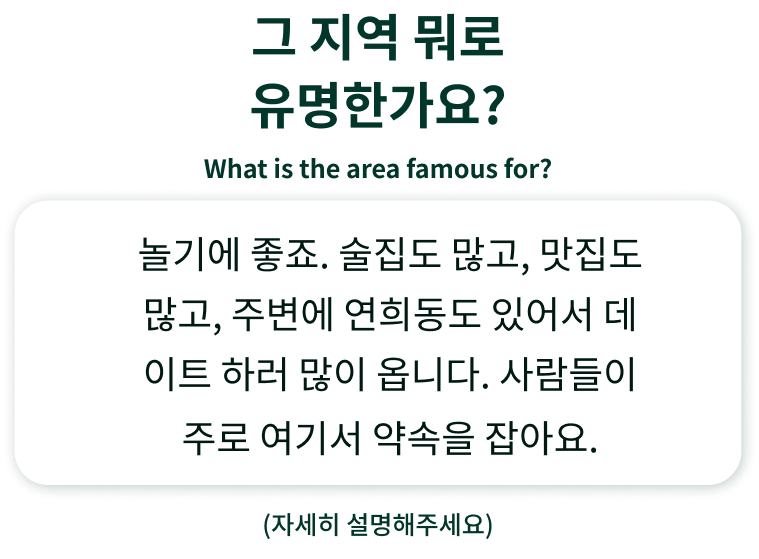 그 지역 뭐로
유명한가요?
What is the area famous for?
놀기에 좋죠. 술집도 많고, 맛집도
많고, 주변에 연희동도 있어서 데
이트 하러 많이 옵니다. 사람들이
주로 여기서 약속을 잡아요.
(자세히 설명해주세요)